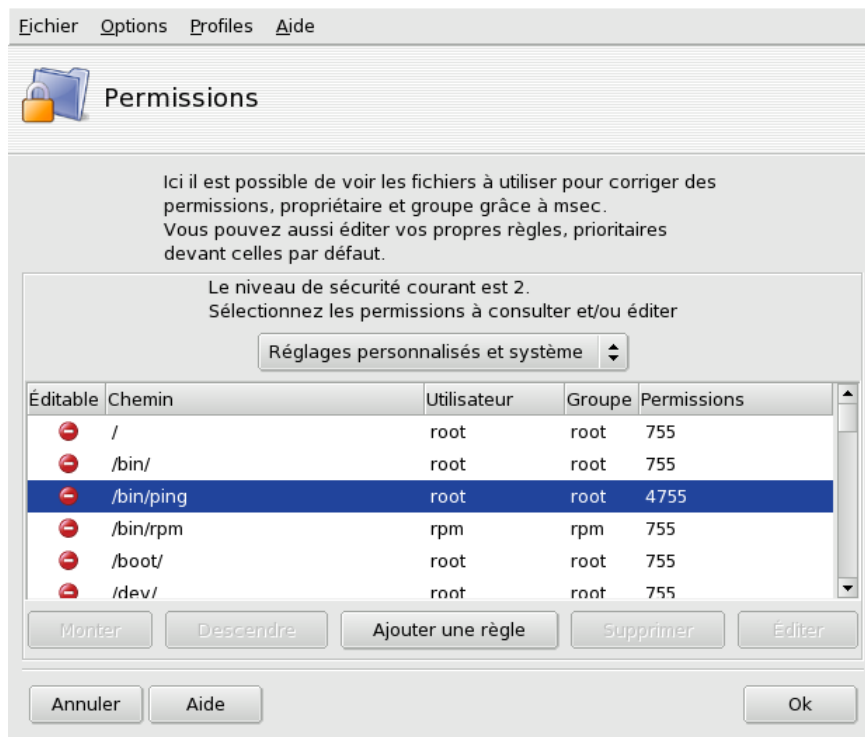 Fichier Options Profiles Aide
Permissions
Ici il est possible de voir les fichiers à utiliser pour corriger des
permissions, propriétaire et groupe grâce à msec.
Vous pouvez aussi éditer vos propres règles, prioritaires
devant celles par défaut.
Le niveau de sécurité courant est 2.
Sélectionnez les permissions à consulter et/ou éditer
Réglages personnalisés et système
Éditable Chemin Utilisateur Groupe Permissions
/ root root 755
/bin/ root root 755
/bin/ping root root 4755
/bin/rpm rpm rpm 755
/boot/ root root 755
/dev/ root root 755
Monter Descendre Ajouter une règle Supprimer Éditer
Annuler Aide Ok